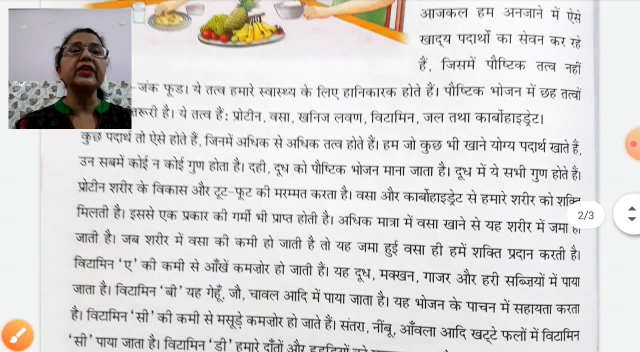 आजकल हम अनजाने में ऐसे
खाद्य पदार्थों का सेवन कर रहे
हैं, जिसमें पौष्टिक तत्व नहीं
-जंक फूड। ये तत्व हमारे स्वास्थ्य के लिए हानिकारक होते हैं। पौष्टिक भोजन में छह तत्वों
जरूरी है। ये तत्व हैं: प्रोटीन, वसा, खनिज लवण, विटामिन, जल तथा कार्बोहाइड्रेट।
कुछ पदार्थ तो ऐसे होते हैं, जिनमें अधिक से अधिक तत्व होते हैं। हम जो कुछ भी खाने योग्य पदार्थ खाते हैं,
उन सबमें कोई न कोई गुण होता है। दही, दूध को पौष्टिक भोजन माना जाता है। दूध में ये सभी गुण होते हैं।
प्रोटीन शरीर के विकास और टूट-फूट की मरम्मत करता है। वसा और कार्बोहाइड्रेट से हमारे शरीर को शक्ति
मिलती है। इससे एक प्रकार की गर्मी भी प्राप्त होती है। अधिक मात्रा में वसा खाने से यह शरीर में जमा हो
2/3
जाती है। जब शरीर में वसा की कमी हो जाती है तो यह जमा हुई वसा ही हमें शक्ति प्रदान करती है।
विटामिन 'ए' की कमी से आँखें कमजोर हो जाती हैं। यह दूध, मक्खन, गाजर और हरी सब्ज़ियों में पाया
जाता है। विटामिन 'बी' यह गेहूँ, जौ, चावल आदि में पाया जाता है। यह भोजन के पाचन में सहायता करता
है। विटामिन 'सी' की कमी से मसूड़े कमजोर हो जाते हैं। संतरा, नींबू, आँवला आदि खट्टे फलों में विटामिन
'सी' पाया जाता है। विटामिन 'डी' हमारे दाँतों और हड्डियों को